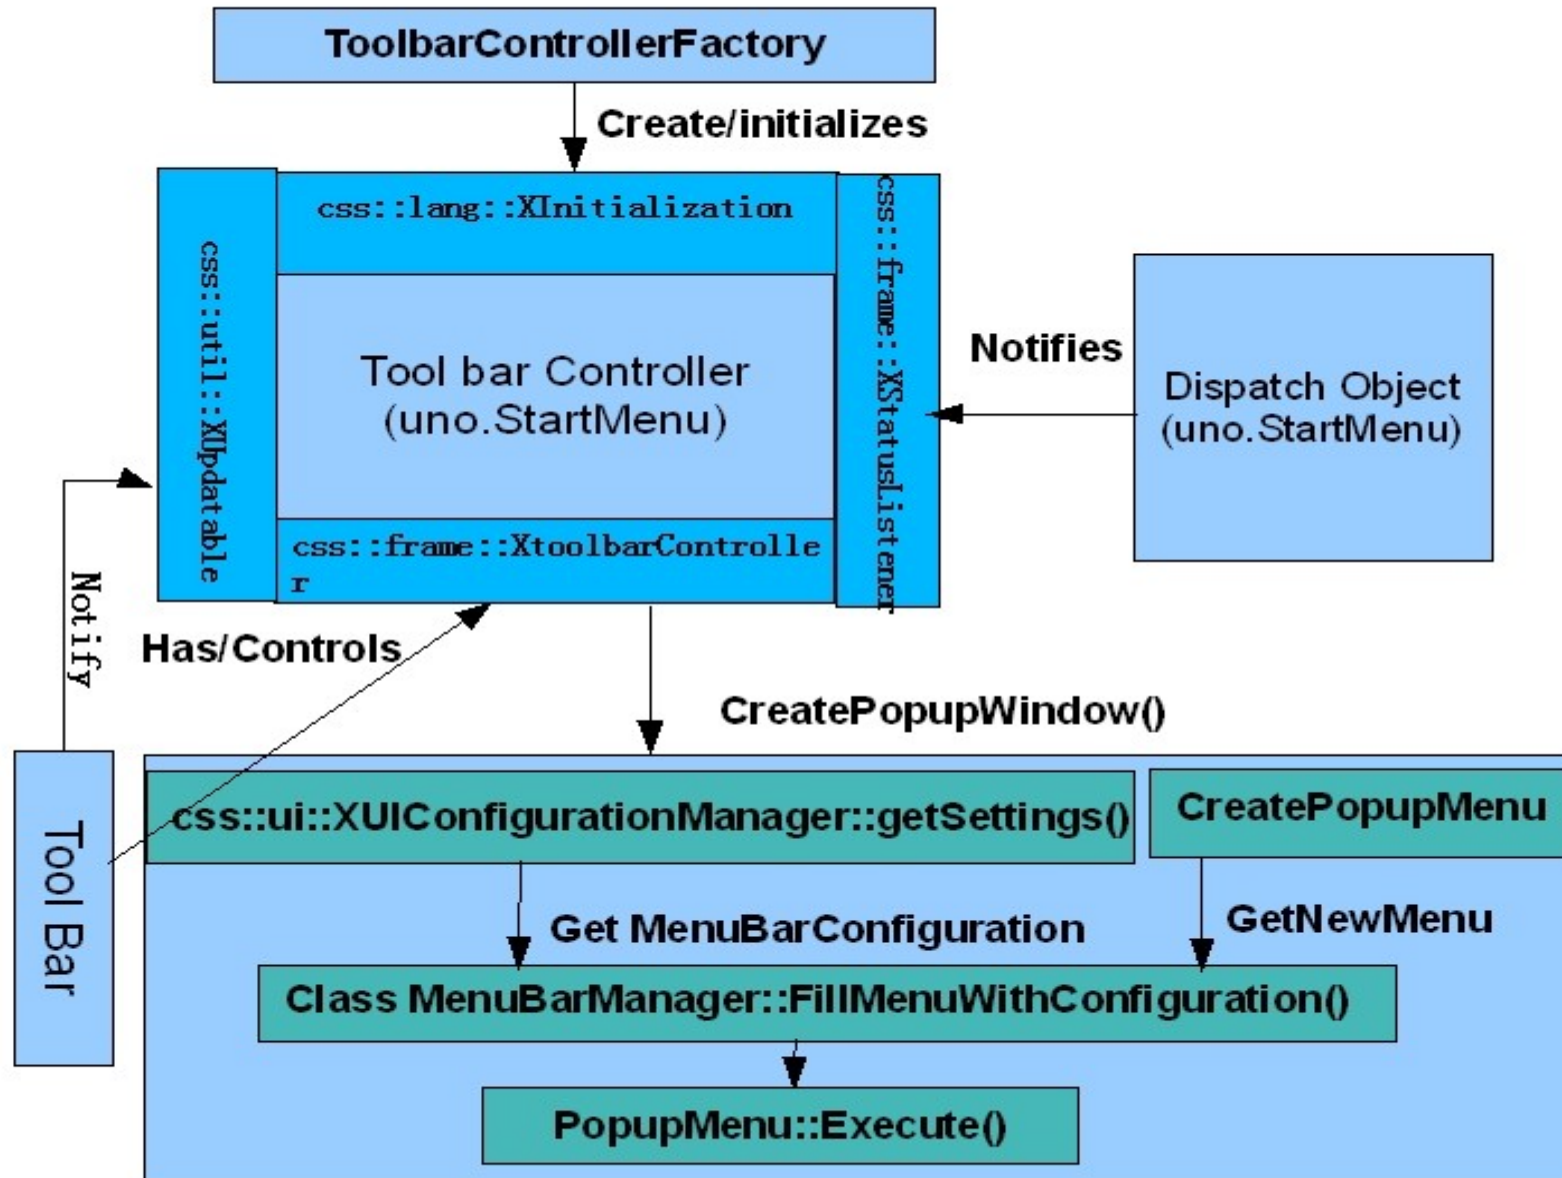 ToolbarControllerFactory
Create/initializes
css::lang::XInitialization
css::util::XUpdatable
css::frame::XStatusListener
Tool bar Controller
(uno.StartMenu)
Notifies
Dispatch Object
(uno.StartMenu)
css::frame::XtoolbarControlle
r
Notify
Has/Controls
CreatePopupWindow()
Tool Bar
css::ui::XUIConfigurationManager::getSettings()
CreatePopupMenu
Get MenuBarConfiguration
GetNewMenu
Class MenuBarManager::FillMenuWithConfiguration()
PopupMenu::Execute()